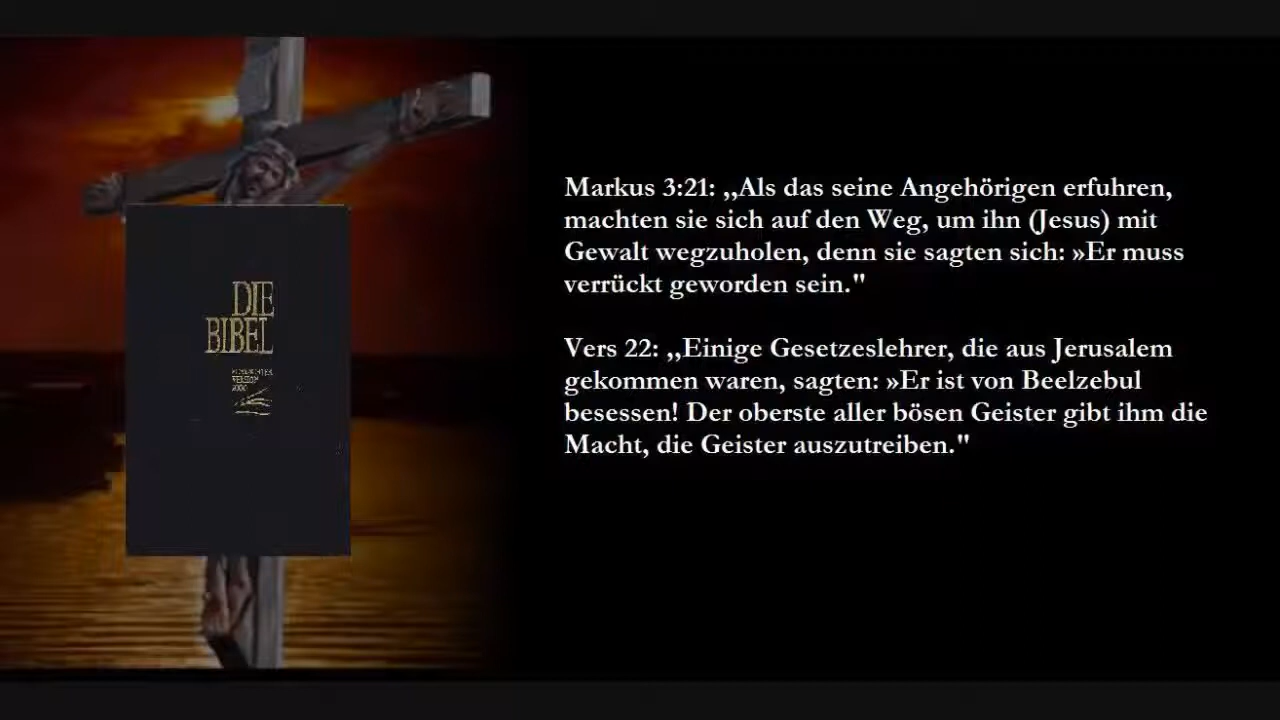 DIE
BIBEL
VERSION
2000
Markus 3:21: ,,Als das seine Angehörigen erfuhren,
machten sie sich auf den Weg, um ihn (Jesus) mit
Gewalt wegzuholen, denn sie sagten sich: »Er muss
verrückt geworden sein."
Vers 22: ,,Einige Gesetzeslehrer, die aus Jerusalem
gekommen waren, sagten: »Er ist von Beelzebul
besessen! Der oberste aller bösen Geister gibt ihm die
Macht, die Geister auszutreiben."